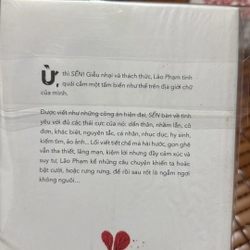 Ừ, thì SẾN! Giễu nhại và thách thức, Lão Phạm tình
quái cắm một tấm biển như thế trên địa giới chữ
của mình.
Được viết như những công án hiện đại, SẾN bàn về tình
yêu với đủ các thái cực của nó: dấn thân, nhầm lẫn, cô
đơn, khác biệt, nguyên tắc, cá nhân, nhục dục, hy sinh,
kiếm tìm, ảo ảnh... Lối viết tiết chế mà hài hước, gon ghẽ
vẫn tha thiết, lãng mạn, kiệm lời nhưng đầy cảm xúc và
suy tư, Lão Phạm kể những câu chuyện khiến ta hoặc
bật cười, hoặc rưng rưng, để rồi sau rốt là ngẫm ngợi
không nguôi...